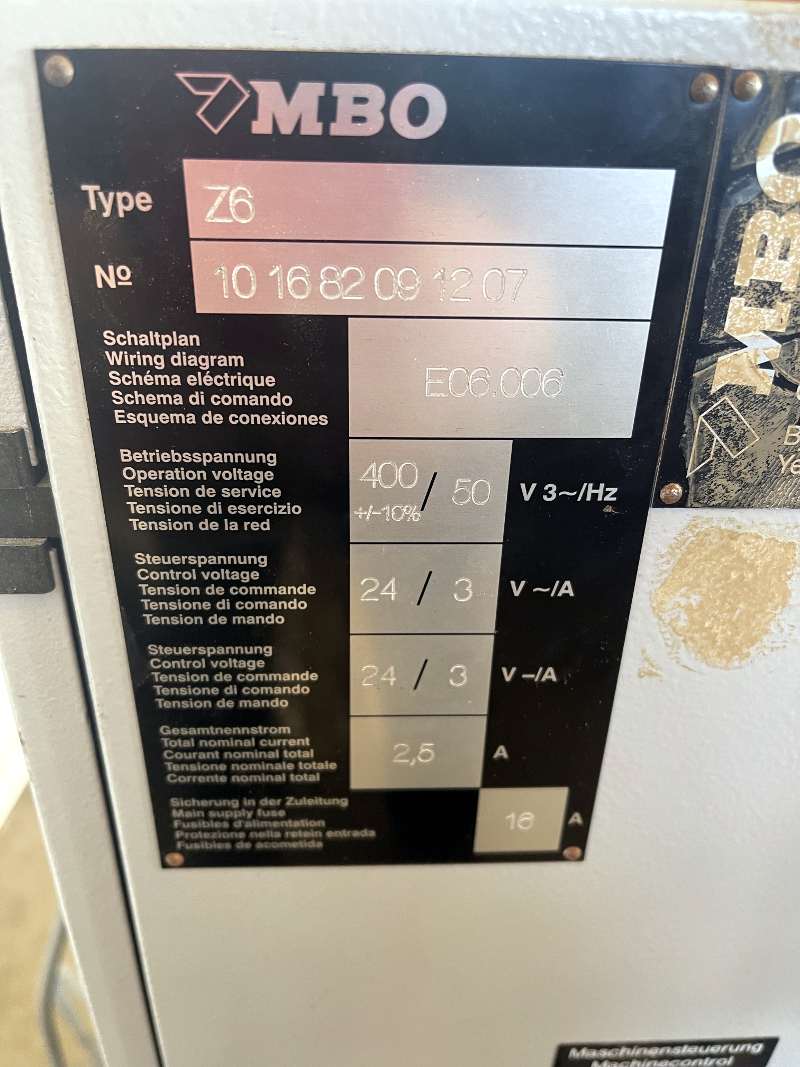 MBO
Type Z6
Nº 10 16 82 09 12 07
Schaltplan
Wiring diagram
Schéma eléctrique
Schema di comando
Esquema de conexiones
E06.006
Betriebsspannung
Operation voltage
Tension de service
Tensione di esercizio
Tension de la red
400 / 50 V 3~/Hz
+/-10%
Steuerspannung
Control voltage
Tension de commande
Tensione di comando
Tension de mando
24 / 3 V ~/A
Steuerspannung
Control voltage
Tension de commande
Tensione di comando
Tension de mando
24 / 3 V –/A
Gesamtnennstrom
Total nominal current
Courant nominal total
Tensione nominale totale
Corrente nominal total
2,5 A
Sicherung in der Zuleitung
Main supply fuse
Fusibles d'alimentation
Protezione nella retein entrada
Fusibles de acometida
16 A
MBO
Maschinensteuerung
Machinecontrol